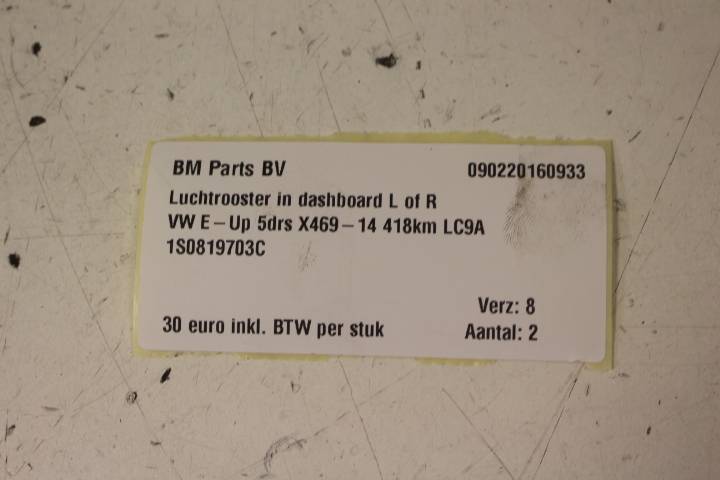 BM Parts BV 090220160933
Luchtrooster in dashboard L of R
VW E-Up 5drs X469-14 418km LC9A
1S0819703C
Verz: 8
30 euro inkl. BTW per stuk Aantal: 2